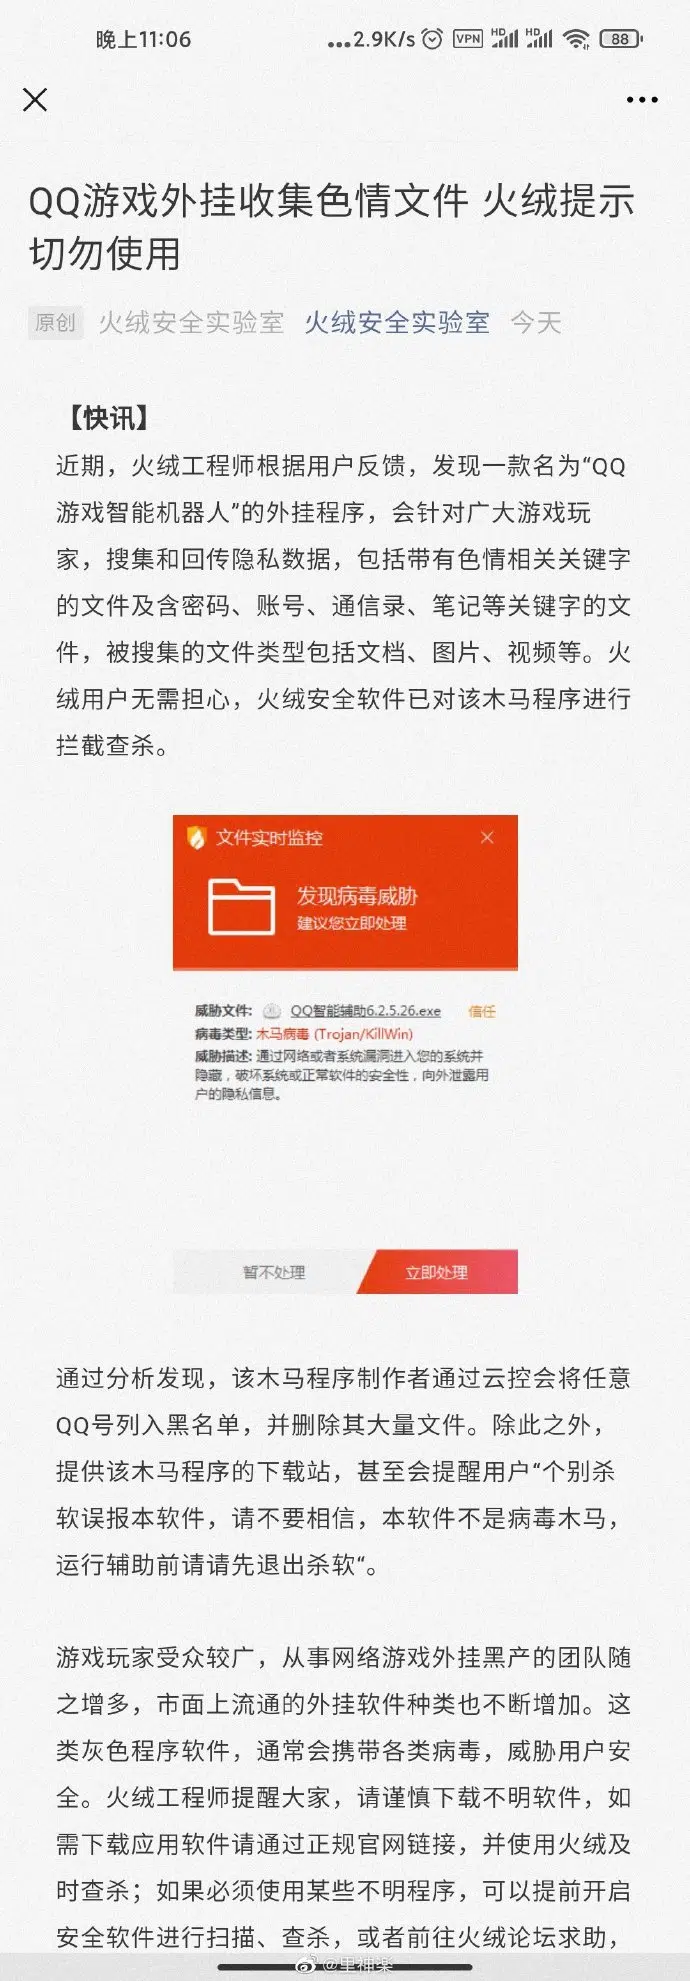 晚上11:06
...2.9K/s VPN HD HD 88
QQ游戏外挂收集色情文件 火绒提示
切勿使用
原创 火绒安全实验室 火绒安全实验室 今天
【快讯】
近期，火绒工程师根据用户反馈，发现一款名为“QQ
游戏智能机器人”的外挂程序，会针对广大游戏玩
家，搜集和回传隐私数据，包括带有色情相关关键字
的文件及含密码、账号、通信录、笔记等关键字的文
件，被搜集的文件类型包括文档、图片、视频等。火
绒用户无需担心，火绒安全软件已对该木马程序进行
拦截查杀。
文件实时监控
发现病毒威胁
建议您立即处理
威胁文件: QQ智能辅助6.2.5.26.exe 信任
病毒类型: 木马病毒 (Trojan/KillWin)
威胁描述: 通过网络或者系统漏洞进入您的系统并
隐藏，破坏系统或正常软件的安全性，向外泄露用
户的隐私信息。
暂不处理 立即处理
通过分析发现，该木马程序制作者通过云控会将任意
QQ号列入黑名单，并删除其大量文件。除此之外，
提供该木马程序的下载站，甚至会提醒用户“个别杀
软误报本软件，请不要相信，本软件不是病毒木马，
运行辅助前请请先退出杀软“。
游戏玩家受众较广，从事网络游戏外挂黑产的团队随
之增多，市面上流通的外挂软件种类也不断增加。这
类灰色程序软件，通常会携带各类病毒，威胁用户安
全。火绒工程师提醒大家，请谨慎下载不明软件，如
需下载应用软件请通过正规官网链接，并使用火绒及
时查杀；如果必须使用某些不明程序，可以提前开启
安全软件进行扫描、查杀，或者前往火绒论坛求助，
@里神楽